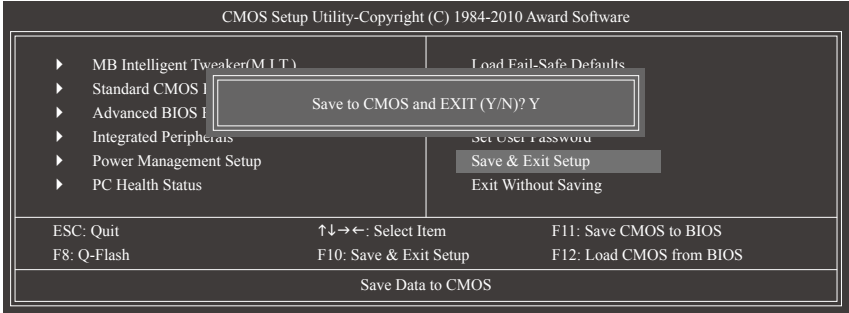 CMOS Setup Utility-Copyright (C) 1984-2010 Award Software
MB Intelligent Tweaker(M.I.T.)
Standard CMOS
Advanced BIOS
Integrated Peripherals
Power Management Setup
PC Health Status
Load Fail-Safe Defaults
Set User Password
Save & Exit Setup
Exit Without Saving
Save to CMOS and EXIT (Y/N)? Y
ESC: Quit
↑↓→←: Select Item
F11: Save CMOS to BIOS
F8: Q-Flash
F10: Save & Exit Setup
F12: Load CMOS from BIOS
Save Data to CMOS